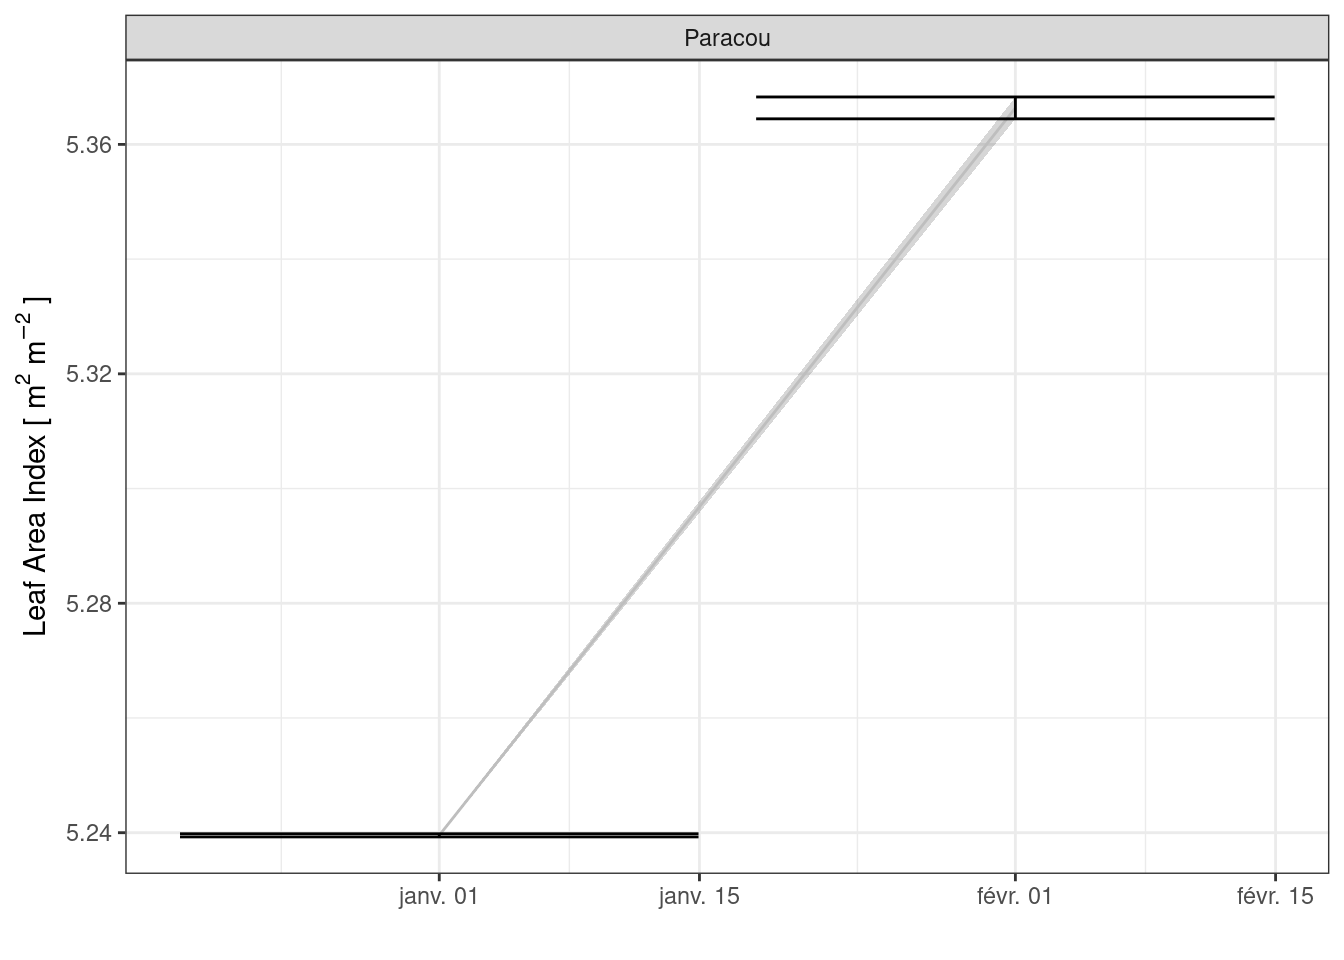 Paracou
Leaf Area Index [ m² m⁻² ]
5.36
5.32
5.28
5.24
janv. 01 janv. 15 févr. 01 févr. 15